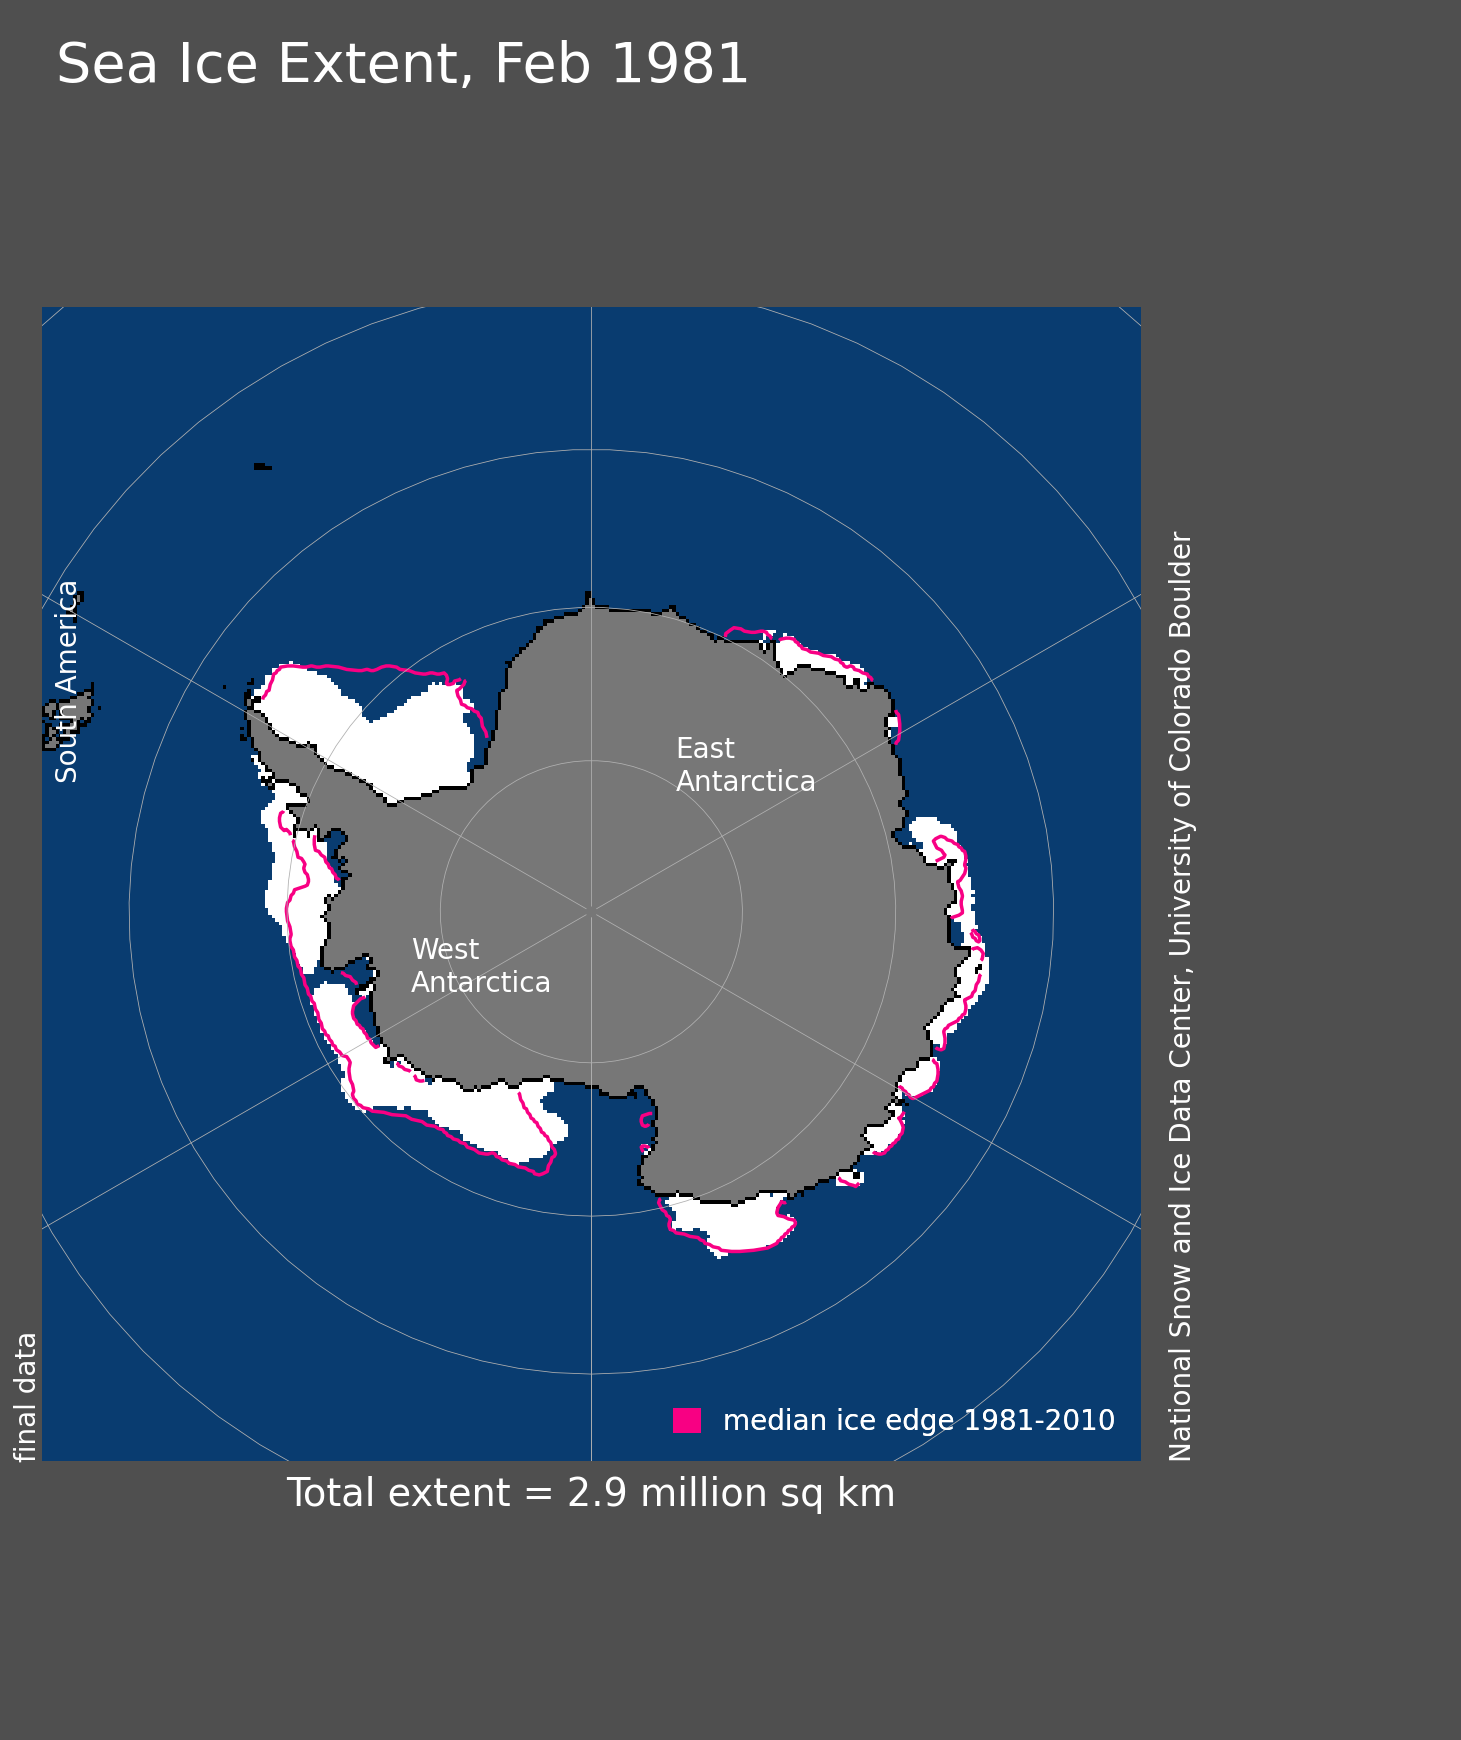 Sea Ice Extent, Feb 1981
South America
East
Antarctica
West
Antarctica
median ice edge 1981-2010
final data
National Snow and Ice Data Center, University of Colorado Boulder
Total extent = 2.9 million sq km